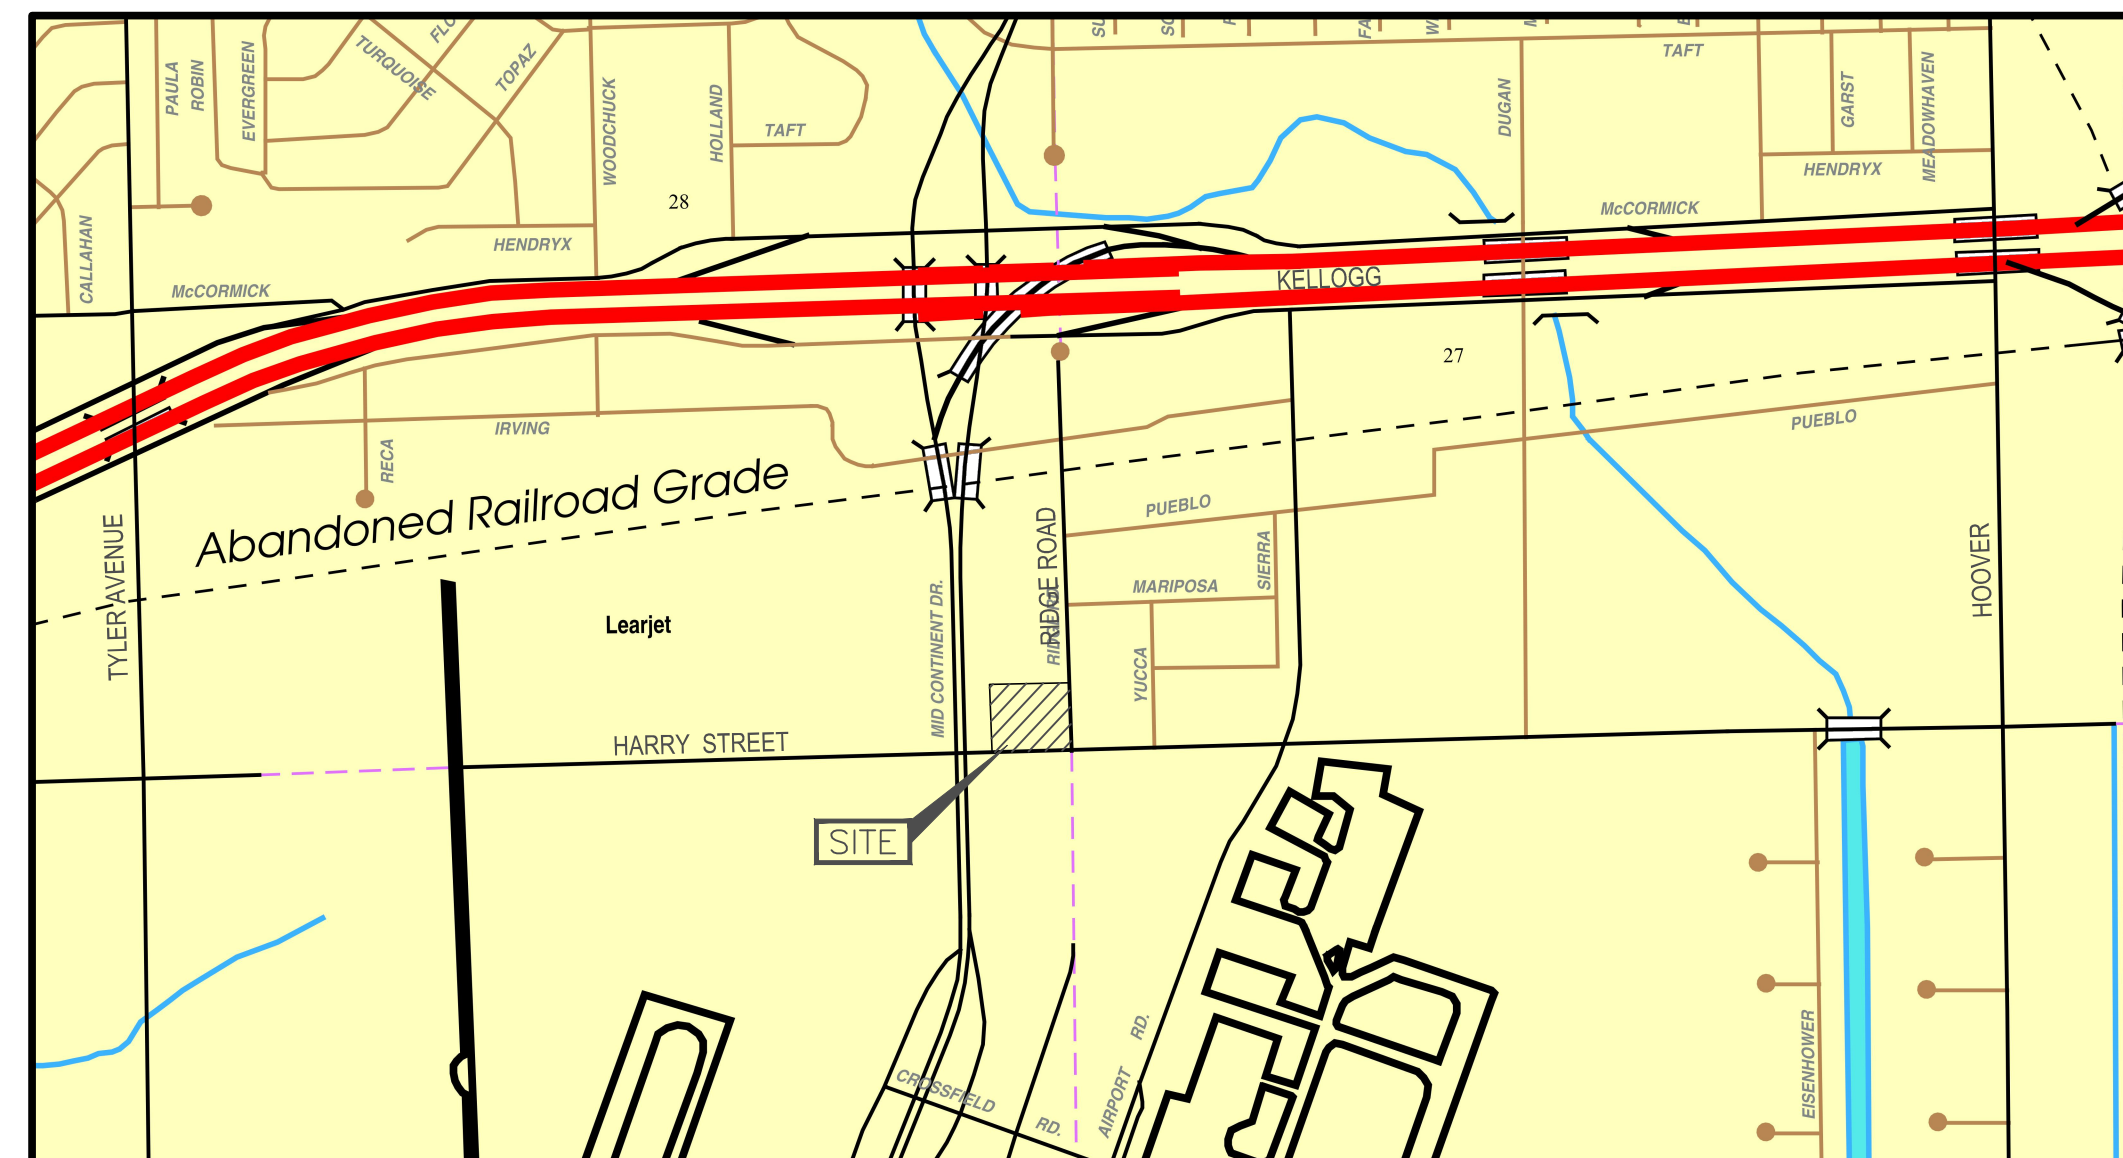 TAFT
PAULA
ROBIN
EVERGREEN
TURQUOISE
TOPAZ
WOODCHUCK
HOLLAND
TAFT
DUGAN
GARST
MEADOWHAVEN
HENDRYX
28
McCORMICK
CALLAHAN
HENDRYX
McCORMICK
KELLOGG
27
IRVING
RECA
PUEBLO
Abandoned Railroad Grade
PUEBLO
TYLER AVENUE
RIDGE ROAD
SIERRA
HOOVER
MARIPOSA
Learjet
MID CONTINENT DR.
YUCCA
HARRY STREET
SITE
CROSSFIELD
RD.
AIRPORT
RD.
EISENHOWER